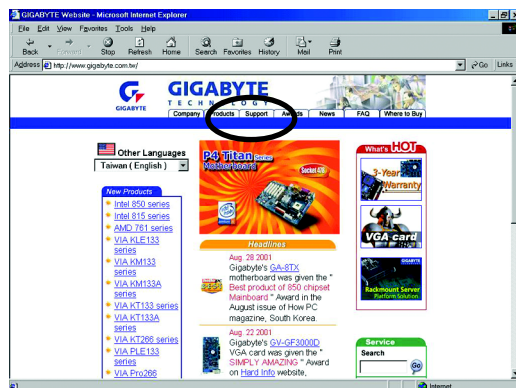 GIGABYTE Website - Microsoft Internet Explorer
File Edit View Favorites Tools Help
Back Forward Stop Refresh Home Search Favorites History Mail Print
Address http://www.gigabyte.com.tw/ Go Links
GIGABYTE
GIGABYTE
TECHNOLOGY
Company Products Support Awards News FAQ Where to Buy
Other Languages
Taiwan ( English )
New Products
Intel 850 series
Intel 815 series
AMD 761 series
VIA KLE133
series
VIA KM133
series
VIA KM133A
series
VIA KT133 series
VIA KT133A
series
VIA KT266 series
VIA PLE133
series
VIA Pro266
P4 Titan Series
Motherboard
Socket 478
Headlines
Aug. 28 2001
Gigabyte's GA-8TX
motherboard was given the "
Best product of 850 chipset
Mainboard " Award in the
August issue of How PC
magazine, South Korea.
Aug. 22 2001
Gigabyte's GV-GF3000D
VGA card was given the "
SIMPLY AMAZING " Award
on Hard Info website,
What's HOT
3-Year
Warranty
VGA card
GIGABYTE
Rackmount Server
Platform Solution
Service
Search
Go
Internet